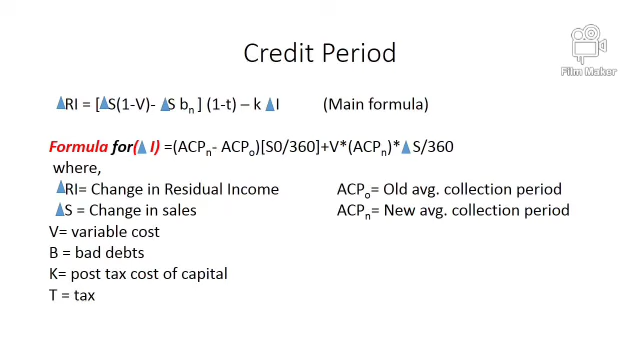 Credit Period
Film Maker
▲RI = [▲S(1-V)- ▲S bn ] (1-t) – k ▲I (Main formula)
Formula for(▲ I) =(ACPn- ACPo)[S0/360]+V*(ACPn)*▲ S/360
where,
▲RI= Change in Residual Income ACPo= Old avg. collection period
▲S = Change in sales ACPn= New avg. collection period
V= variable cost
B = bad debts
K= post tax cost of capital
T = tax